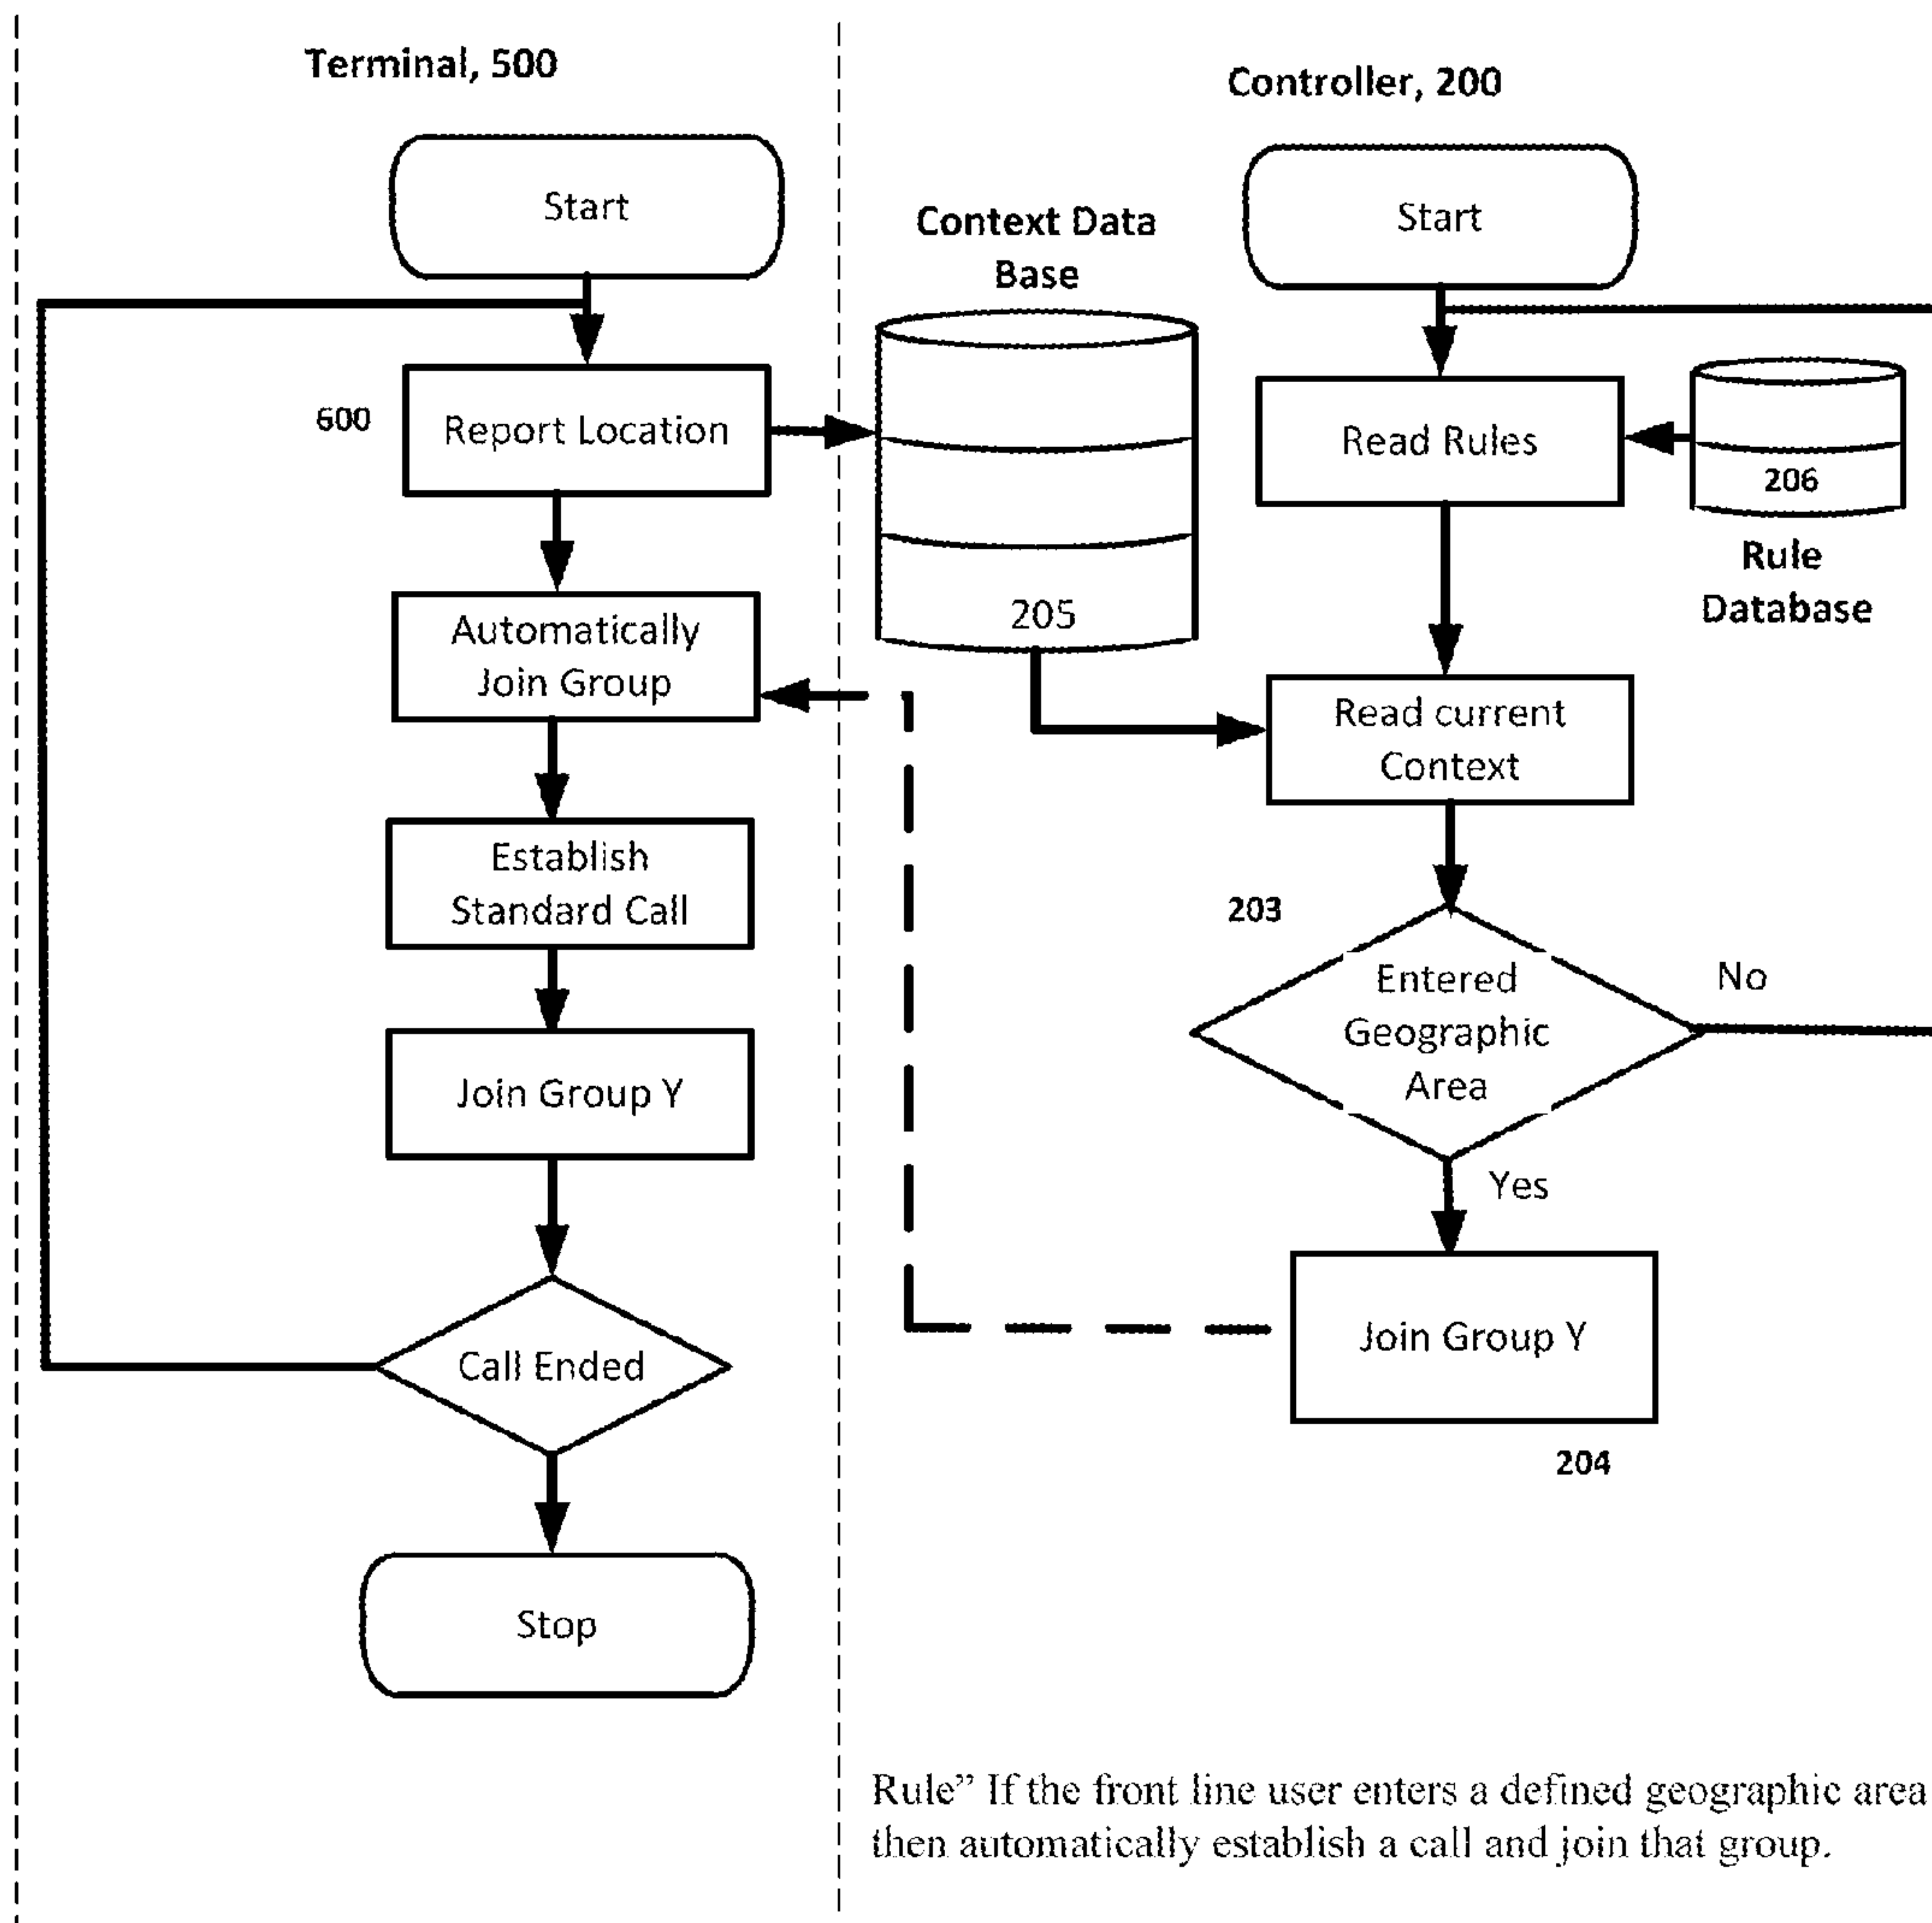 Terminal, 500
Start
600
Report Location
Automatically
Join Group
Establish
Standard Call
Join Group Y
Call Ended
Stop
Controller, 200
Context Data
Base
205
Start
Read Rules
206
Rule
Database
Read current
Context
203
Entered
Geographic
Area
No
Yes
Join Group Y
204
Rule” If the front line user enters a defined geographic area
then automatically establish a call and join that group.